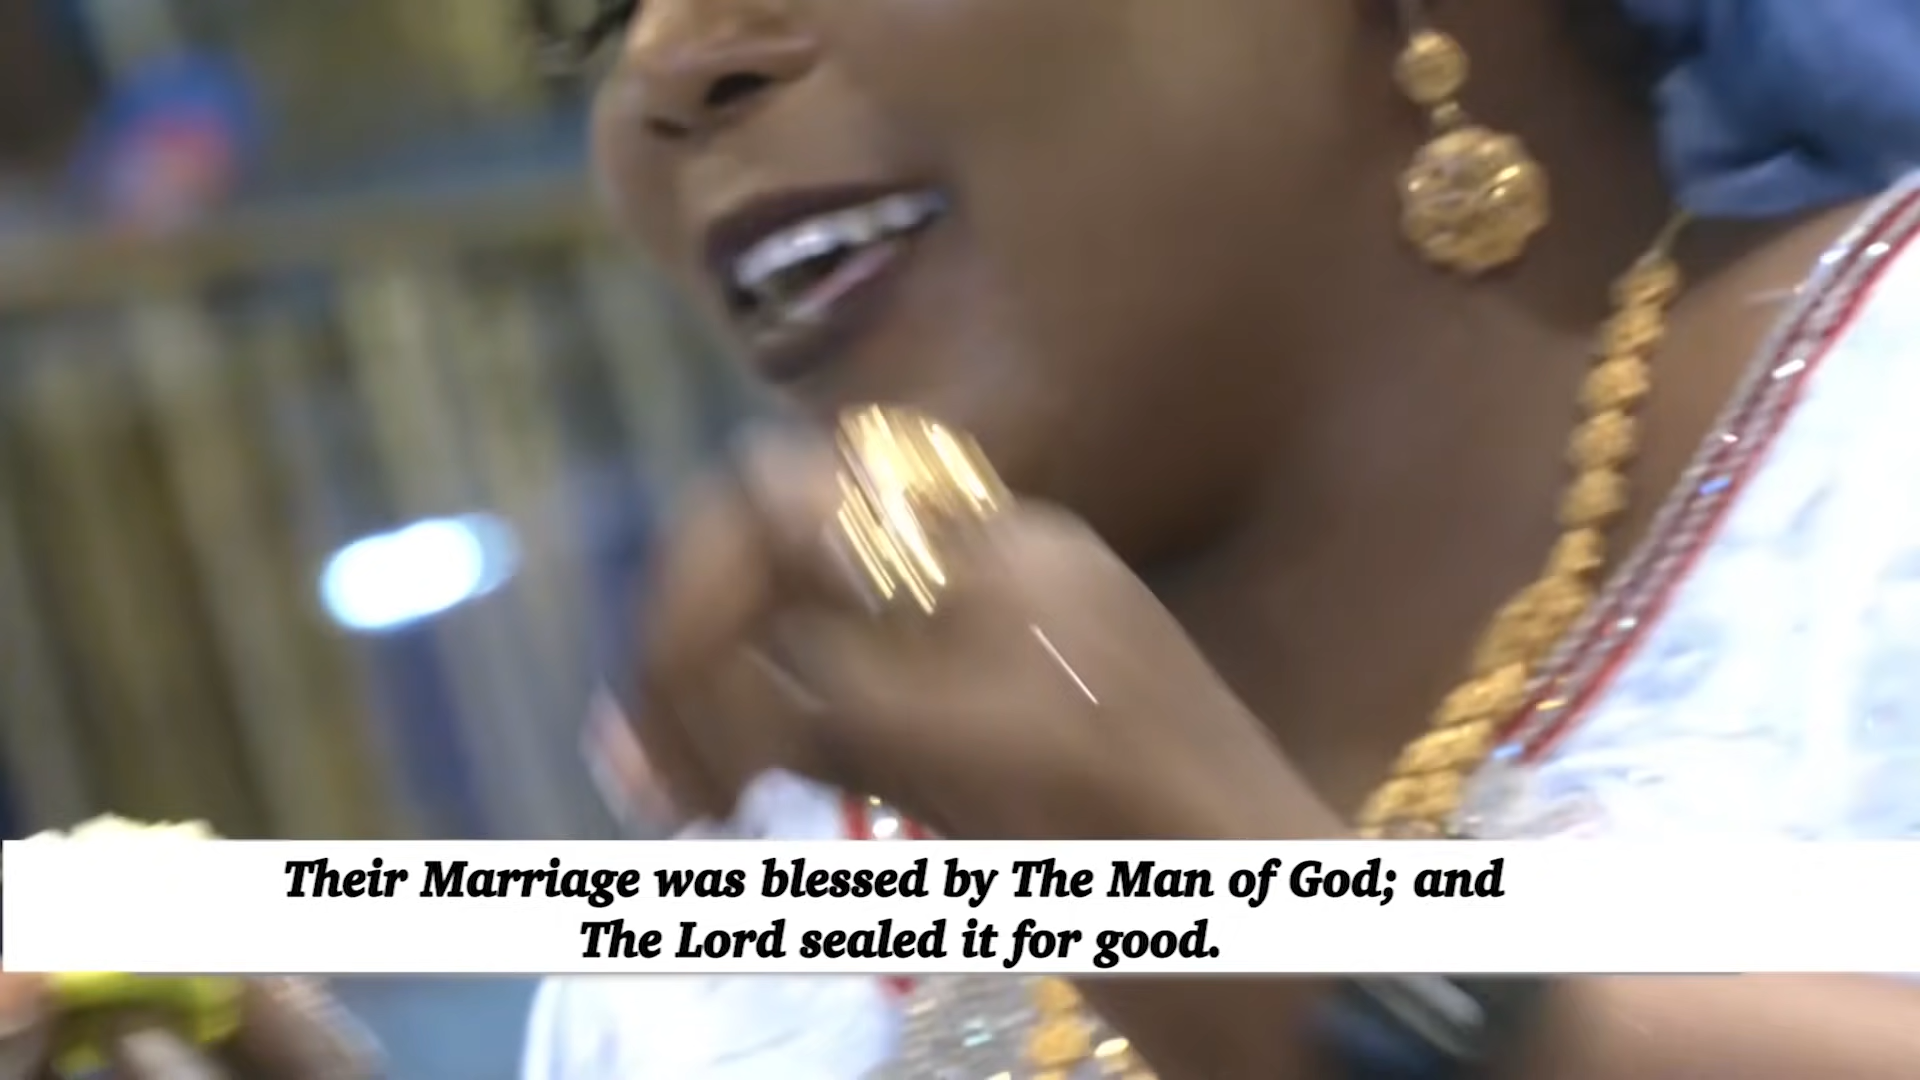 Their Marriage was blessed by The Man of God; and
The Lord sealed it for good.